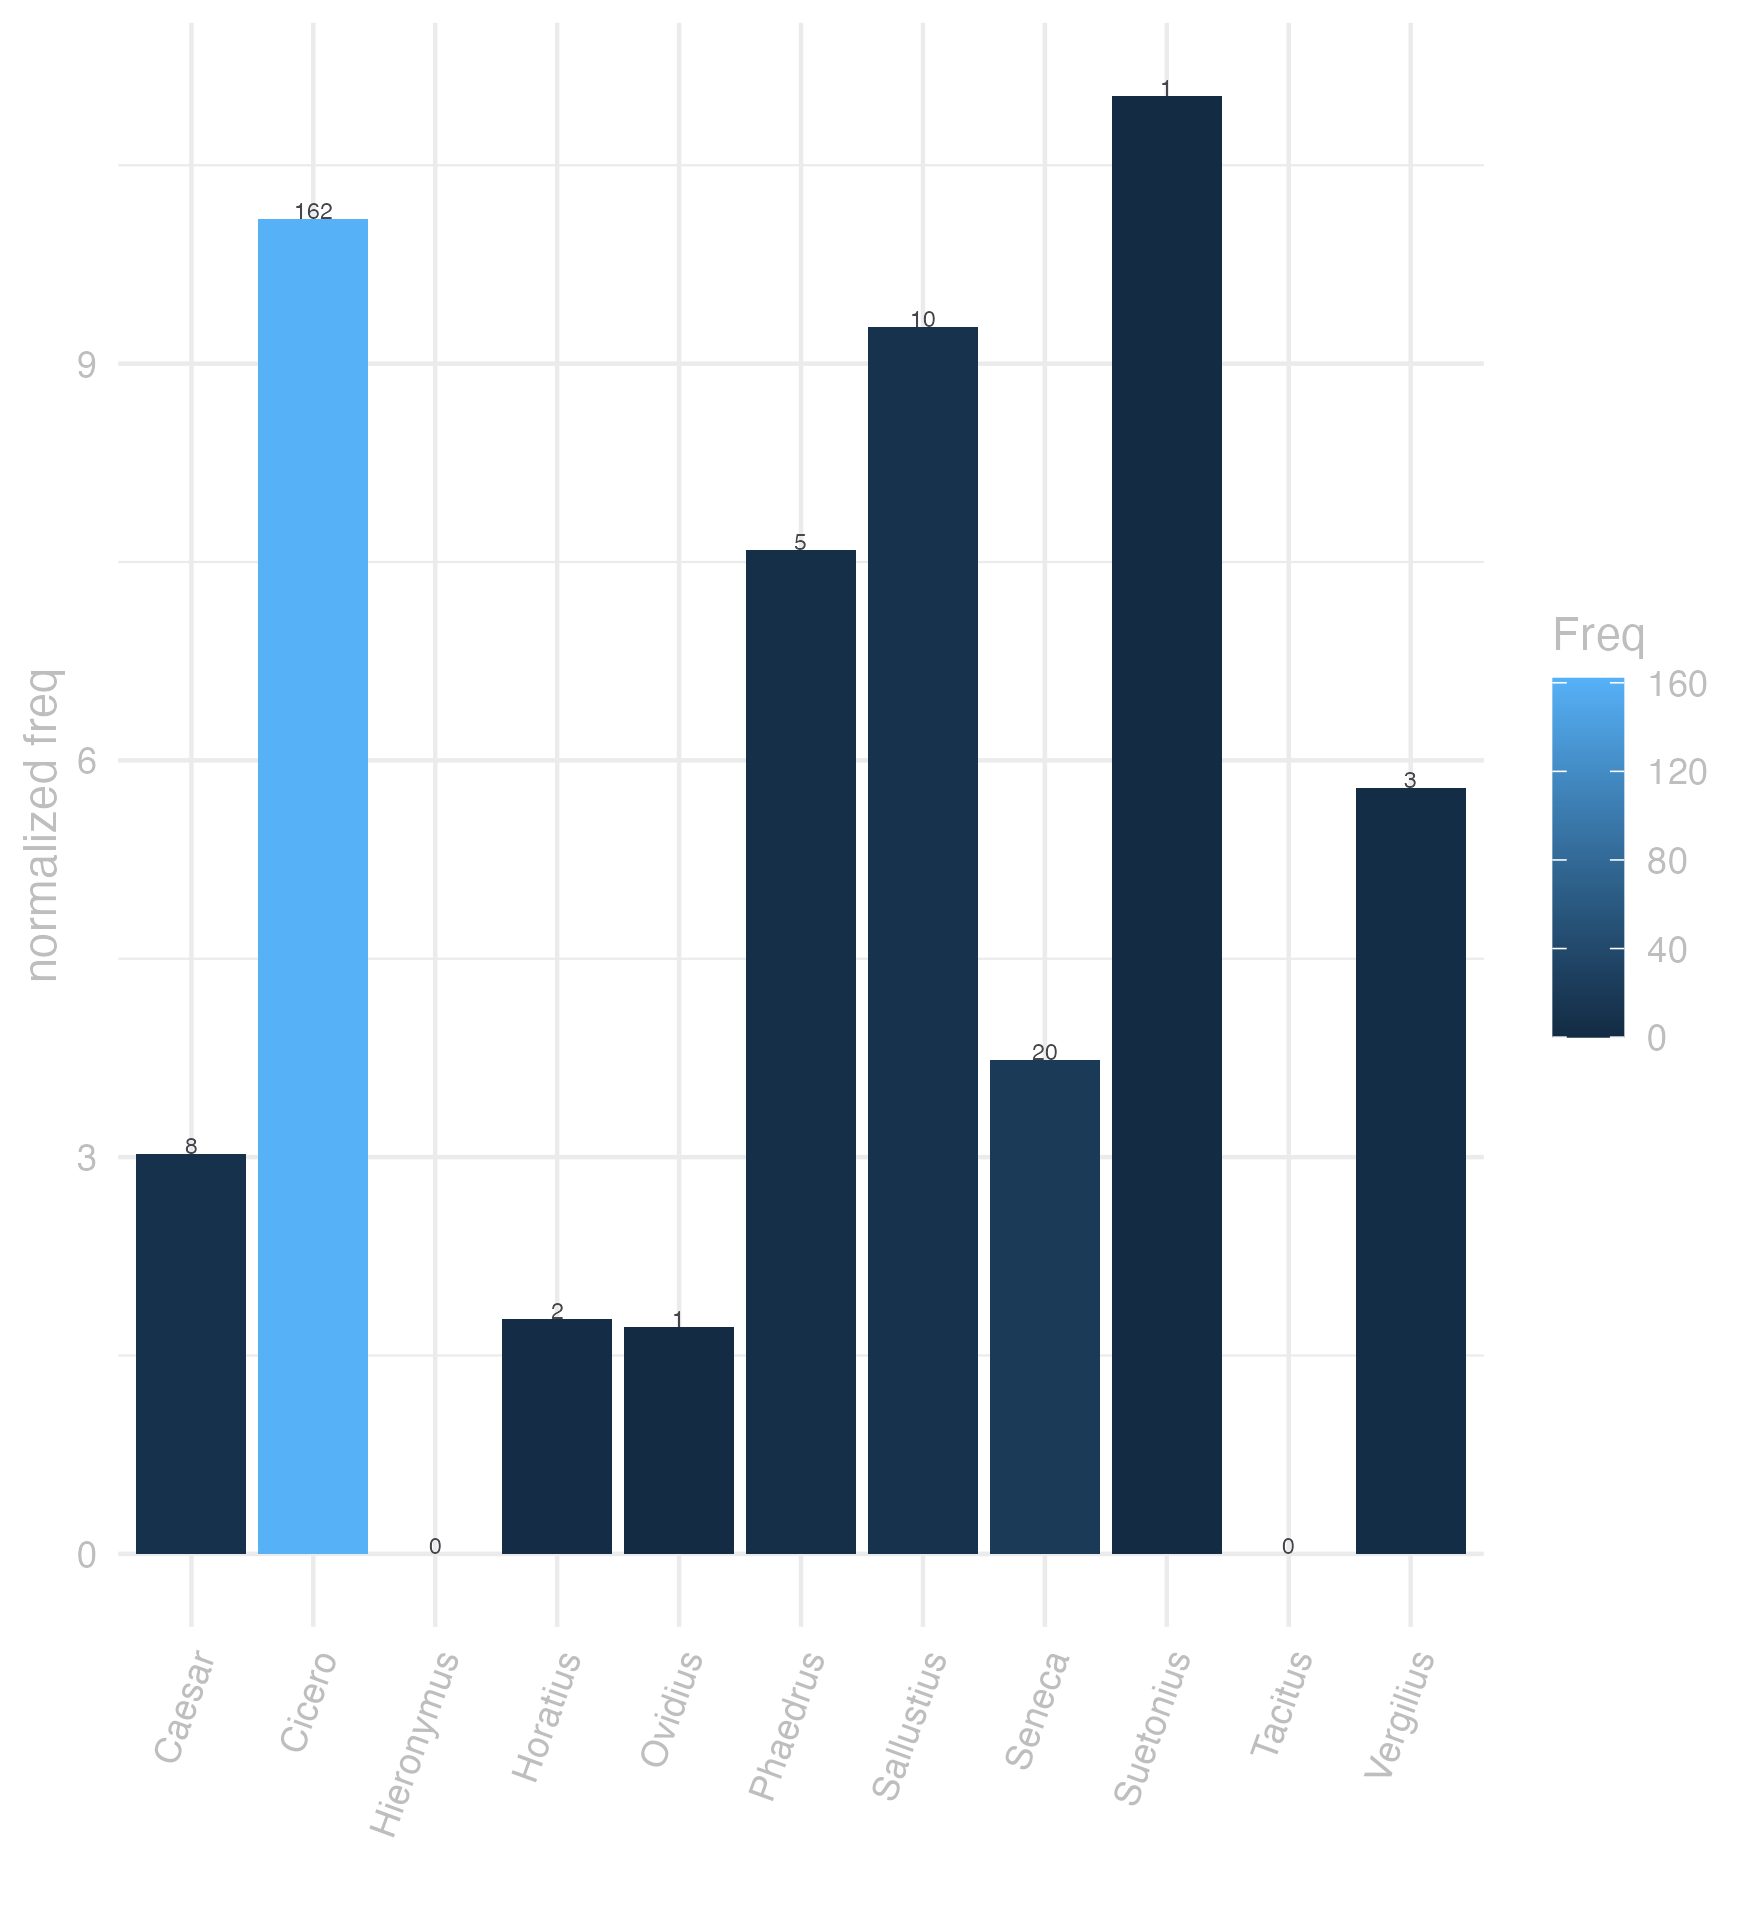 1
162
10
9
5
6
3
20
8
3
2
1
0
0
0
normalized freq
Caesar
Cicero
Hieronymus
Horatius
Ovidius
Phaedrus
Sallustius
Seneca
Suetonius
Tacitus
Vergilius
Freq
160
120
80
40
0